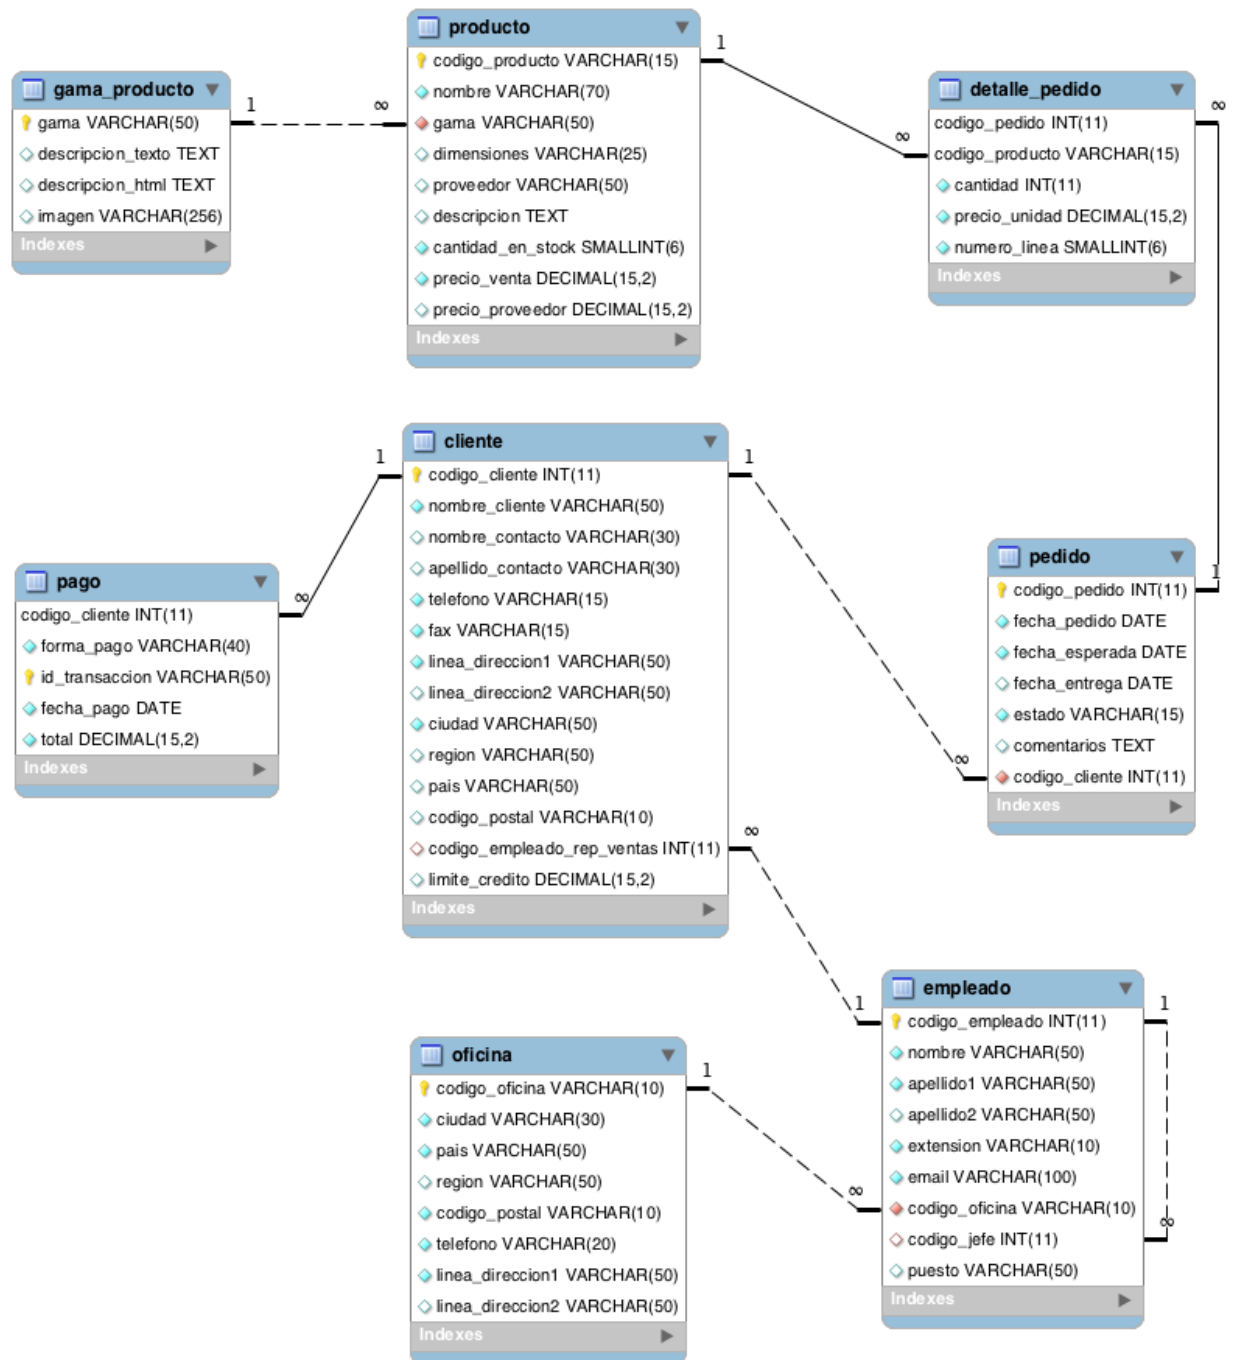 producto
codigo_producto VARCHAR(15)
nombre VARCHAR(70)
gama VARCHAR(50)
dimensiones VARCHAR(25)
proveedor VARCHAR(50)
descripcion TEXT
cantidad_en_stock SMALLINT(6)
precio_venta DECIMAL(15,2)
precio_proveedor DECIMAL(15,2)
Indexes
1
gama_producto
gama VARCHAR(50)
descripcion_texto TEXT
descripcion_html TEXT
imagen VARCHAR(256)
Indexes
1
∞
detalle_pedido
codigo_pedido INT(11)
codigo_producto VARCHAR(15)
cantidad INT(11)
precio_unidad DECIMAL(15,2)
numero_linea SMALLINT(6)
Indexes
∞
∞
cliente
codigo_cliente INT(11)
nombre_cliente VARCHAR(50)
nombre_contacto VARCHAR(30)
apellido_contacto VARCHAR(30)
telefono VARCHAR(15)
fax VARCHAR(15)
linea_direccion1 VARCHAR(50)
linea_direccion2 VARCHAR(50)
ciudad VARCHAR(50)
region VARCHAR(50)
pais VARCHAR(50)
codigo_postal VARCHAR(10)
codigo_empleado_rep_ventas INT(11)
limite_credito DECIMAL(15,2)
Indexes
1
1
∞
pago
codigo_cliente INT(11)
forma_pago VARCHAR(40)
id_transaccion VARCHAR(50)
fecha_pago DATE
total DECIMAL(15,2)
Indexes
∞
pedido
codigo_pedido INT(11)
fecha_pedido DATE
fecha_esperada DATE
fecha_entrega DATE
estado VARCHAR(15)
comentarios TEXT
codigo_cliente INT(11)
Indexes
1
∞
empleado
codigo_empleado INT(11)
nombre VARCHAR(50)
apellido1 VARCHAR(50)
apellido2 VARCHAR(50)
extension VARCHAR(10)
email VARCHAR(100)
codigo_oficina VARCHAR(10)
codigo_jefe INT(11)
puesto VARCHAR(50)
Indexes
1
1
∞
∞
oficina
codigo_oficina VARCHAR(10)
ciudad VARCHAR(30)
pais VARCHAR(50)
region VARCHAR(50)
codigo_postal VARCHAR(10)
telefono VARCHAR(20)
linea_direccion1 VARCHAR(50)
linea_direccion2 VARCHAR(50)
Indexes
1